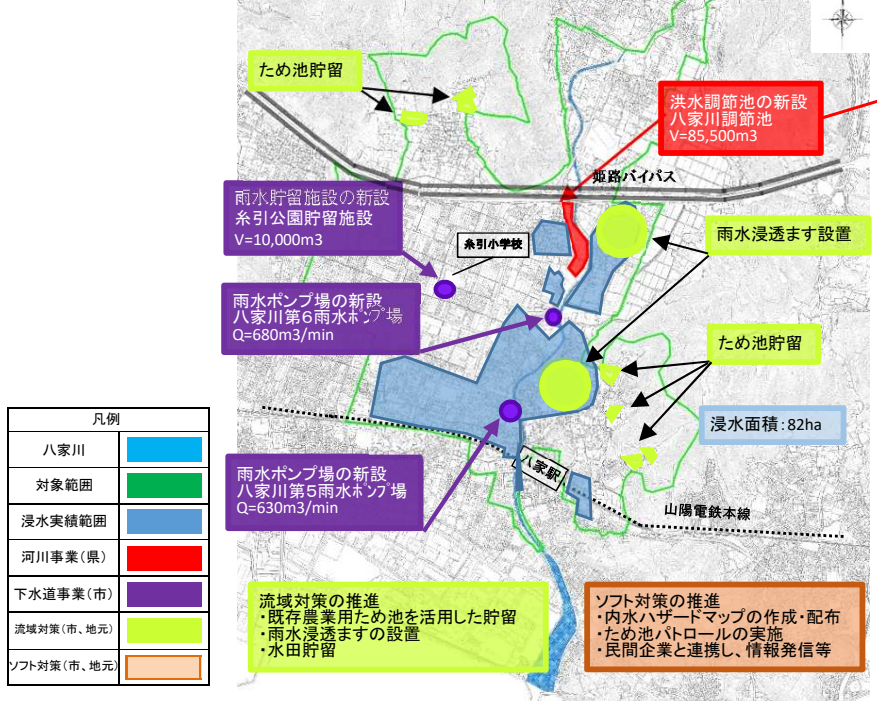 ため池貯留
洪水調節池の新設
八家川調節池
V=85,500m3
姫路バイパス
雨水貯留施設の新設
糸引公園貯留施設
V=10,000m3
糸引小学校
雨水浸透ます設置
雨水ポンプ場の新設
八家川第6雨水ポンプ場
Q=680m3/min
ため池貯留
浸水面積:82ha
雨水ポンプ場の新設
八家川第5雨水ポンプ場
Q=630m3/min
八家駅
山陽電鉄本線
凡例
八家川
対象範囲
浸水実績範囲
河川事業(県)
下水道事業(市)
流域対策(市、地元)
ソフト対策(市、地元)
流域対策の推進
・既存農業用ため池を活用した貯留
・雨水浸透ますの設置
・水田貯留
ソフト対策の推進
・内水ハザードマップの作成・配布
・ため池パトロールの実施
・民間企業と連携し、情報発信等